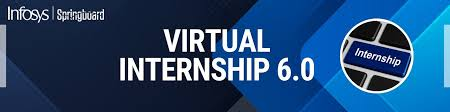 Infosys | Springboard
VIRTUAL
INTERNSHIP 6.0
Internship